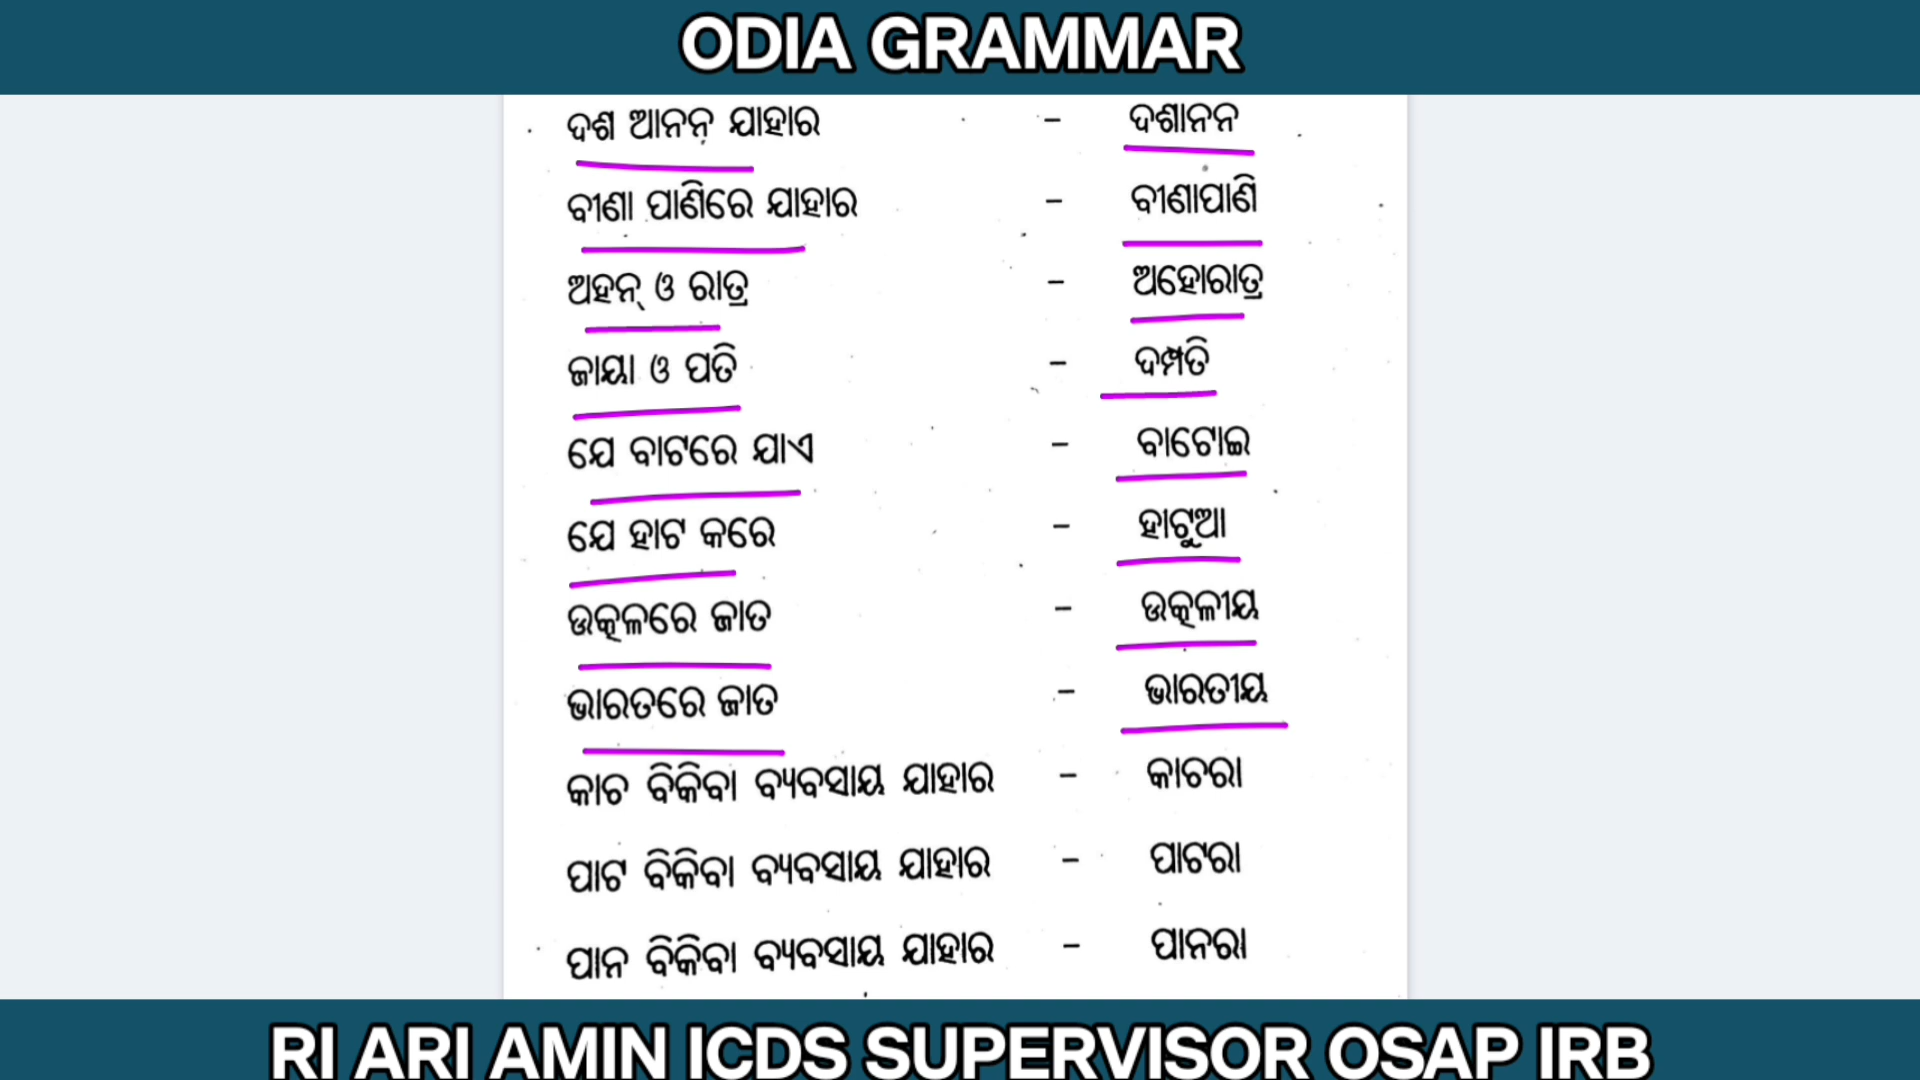 ODIA GRAMMAR
ଦଶ ଆନନ ଯାହାର – ଦଶାନନ
ବୀଣା ପାଣିରେ ଯାହାର – ବୀଣାପାଣି
ଅହନ୍ ଓ ରାତ୍ର – ଅହୋରାତ୍ର
ଜାୟା ଓ ପତି – ଦମ୍ପତି
ଯେ ବାଟରେ ଯାଏ – ବାଟୋଇ
ଯେ ହାଟ କରେ – ହାଟୁଆ
ଉତ୍କଳରେ ଜାତ – ଉତ୍କଳୀୟ
ଭାରତରେ ଜାତ – ଭାରତୀୟ
କାଚ ବିକିବା ବ୍ୟବସାୟ ଯାହାର – କାଚରା
ପାଟ ବିକିବା ବ୍ୟବସାୟ ଯାହାର – ପାଟରା
ପାନ ବିକିବା ବ୍ୟବସାୟ ଯାହାର – ପାନରା
RI ARI AMIN ICDS SUPERVISOR OSAP IRB